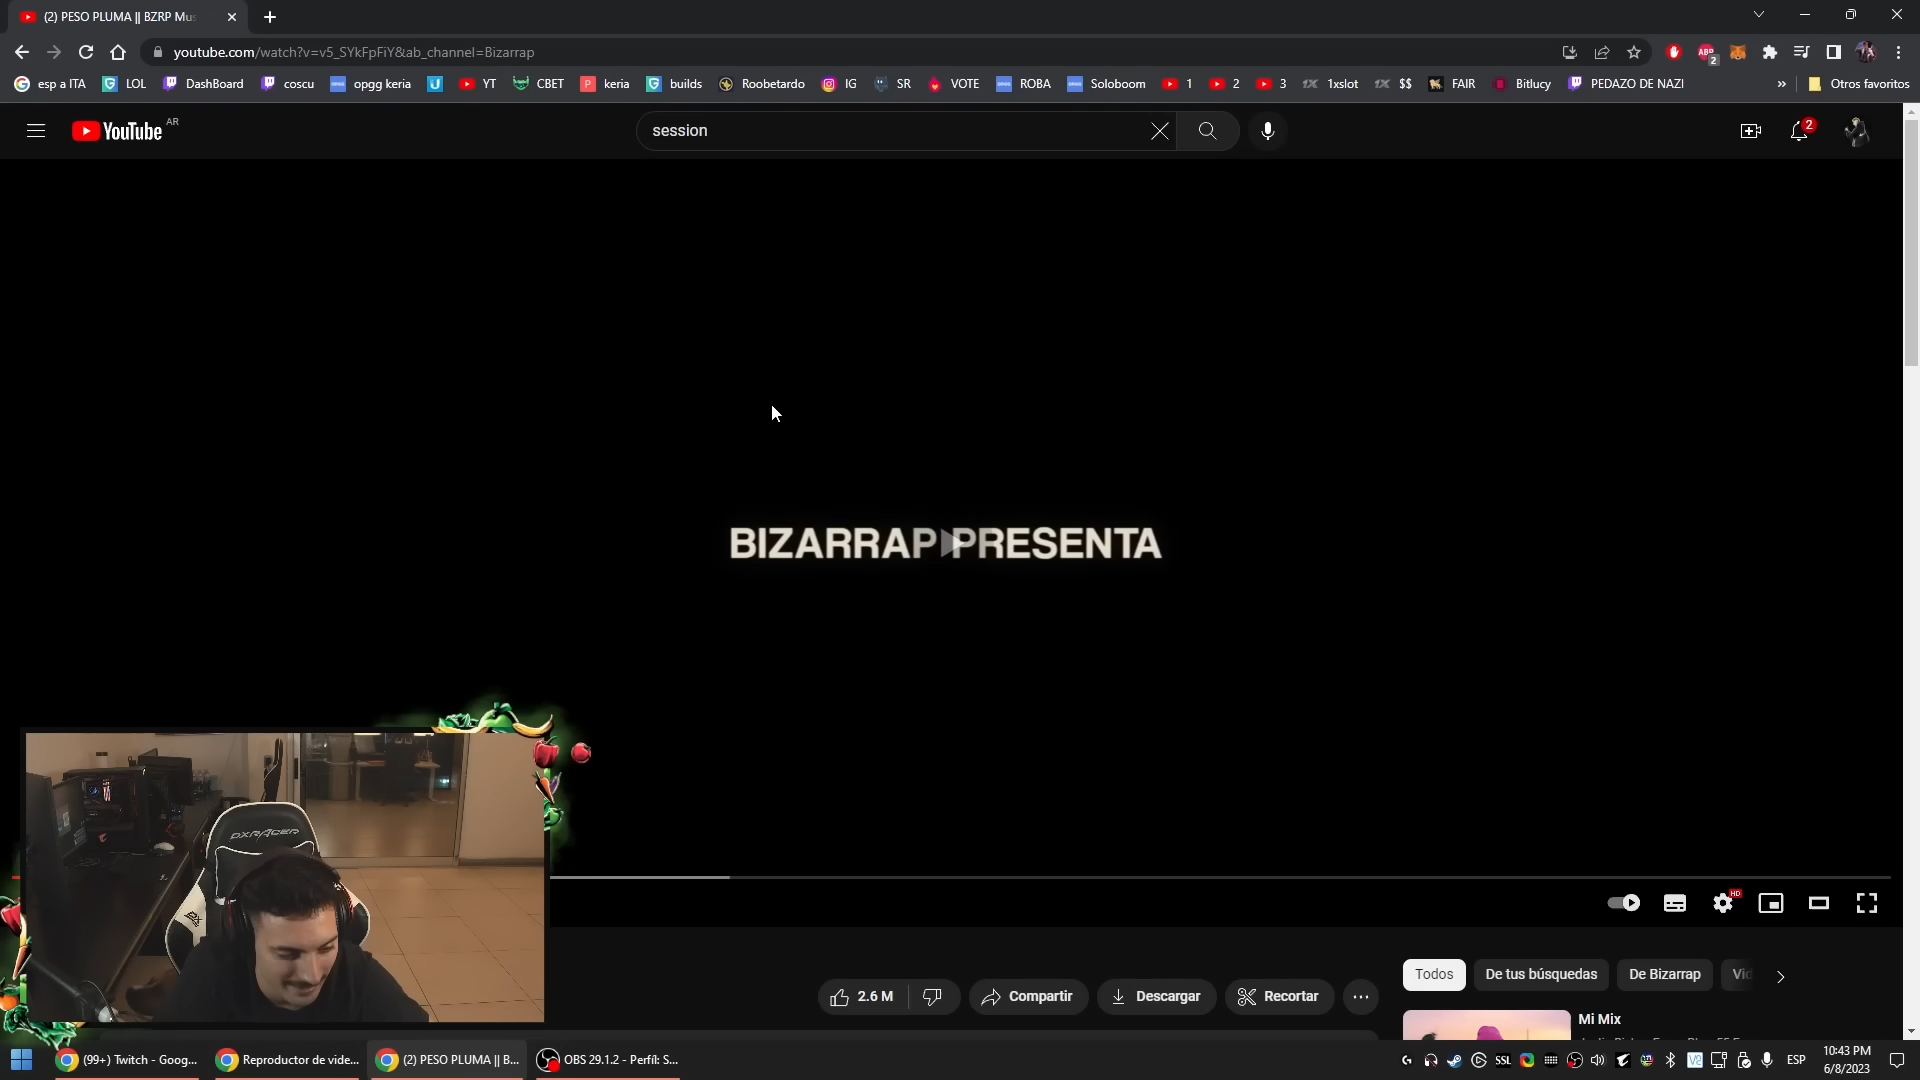 (2) PESO PLUMA || BZRP Mus
youtube.com/watch?v=v5_SYkFpFiY&ab_channel=Bizarrap
ABP
2
esp a ITA
LOL
DashBoard
coscu
opgg keria
YT
CBET
keria
builds
Roobetardo
IG
SR
VOTE
ROBA
Soloboom
1
2
3
1xslot
$$
FAIR
Bitlucy
PEDAZO DE NAZI
»
Otros favoritos
YouTube AR
session
2
BIZARRAP PRESENTA
DXRACER
HD
2.6 M
Compartir
Descargar
Recortar
Todos
De tus búsquedas
De Bizarrap
Mi Mix
(99+) Twitch - Goog...
Reproductor de vide...
(2) PESO PLUMA || B...
OBS 29.1.2 - Perfil: S...
SSL
ESP
10:43 PM
6/8/2023